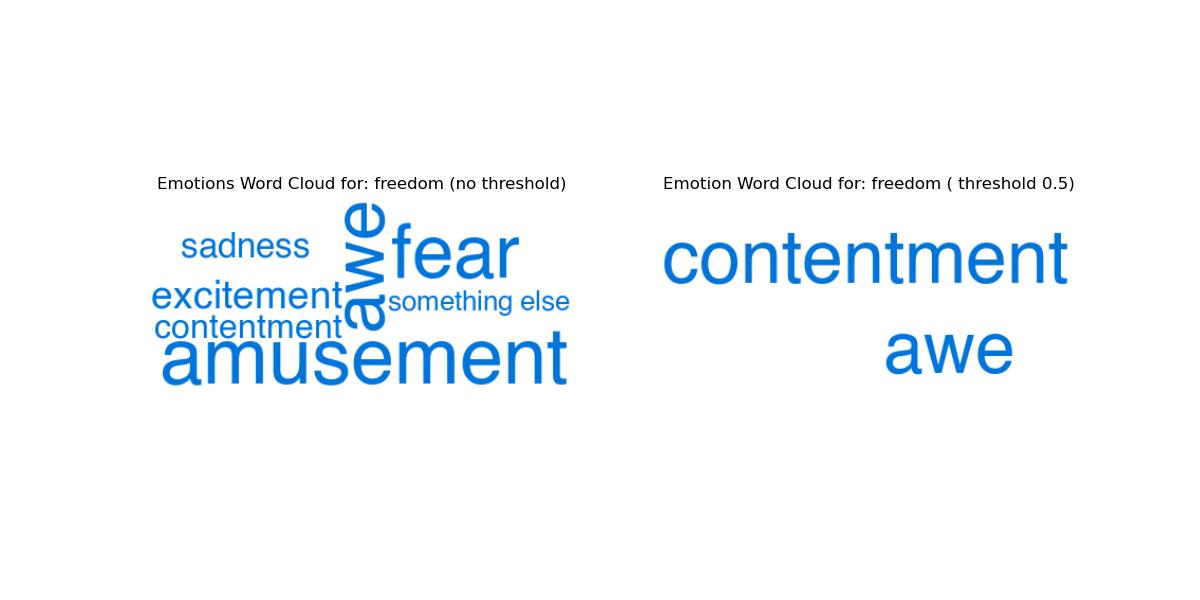 Emotions Word Cloud for: freedom (no threshold)
sadness
awe
fear
excitement
something else
contentment
amusement
Emotion Word Cloud for: freedom ( threshold 0.5)
contentment
awe